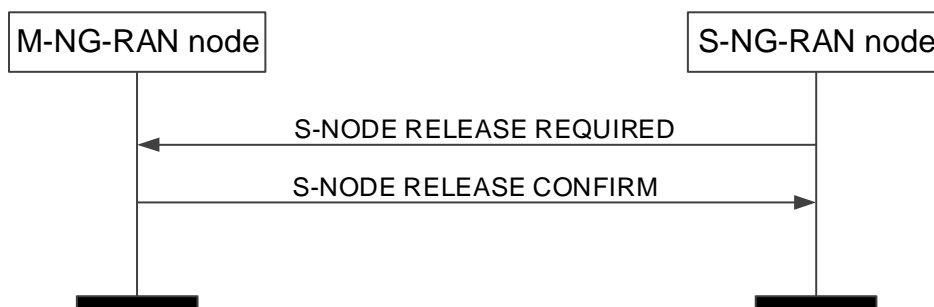 M-NG-RAN node
S-NG-RAN node
S-NODE RELEASE REQUIRED
S-NODE RELEASE CONFIRM